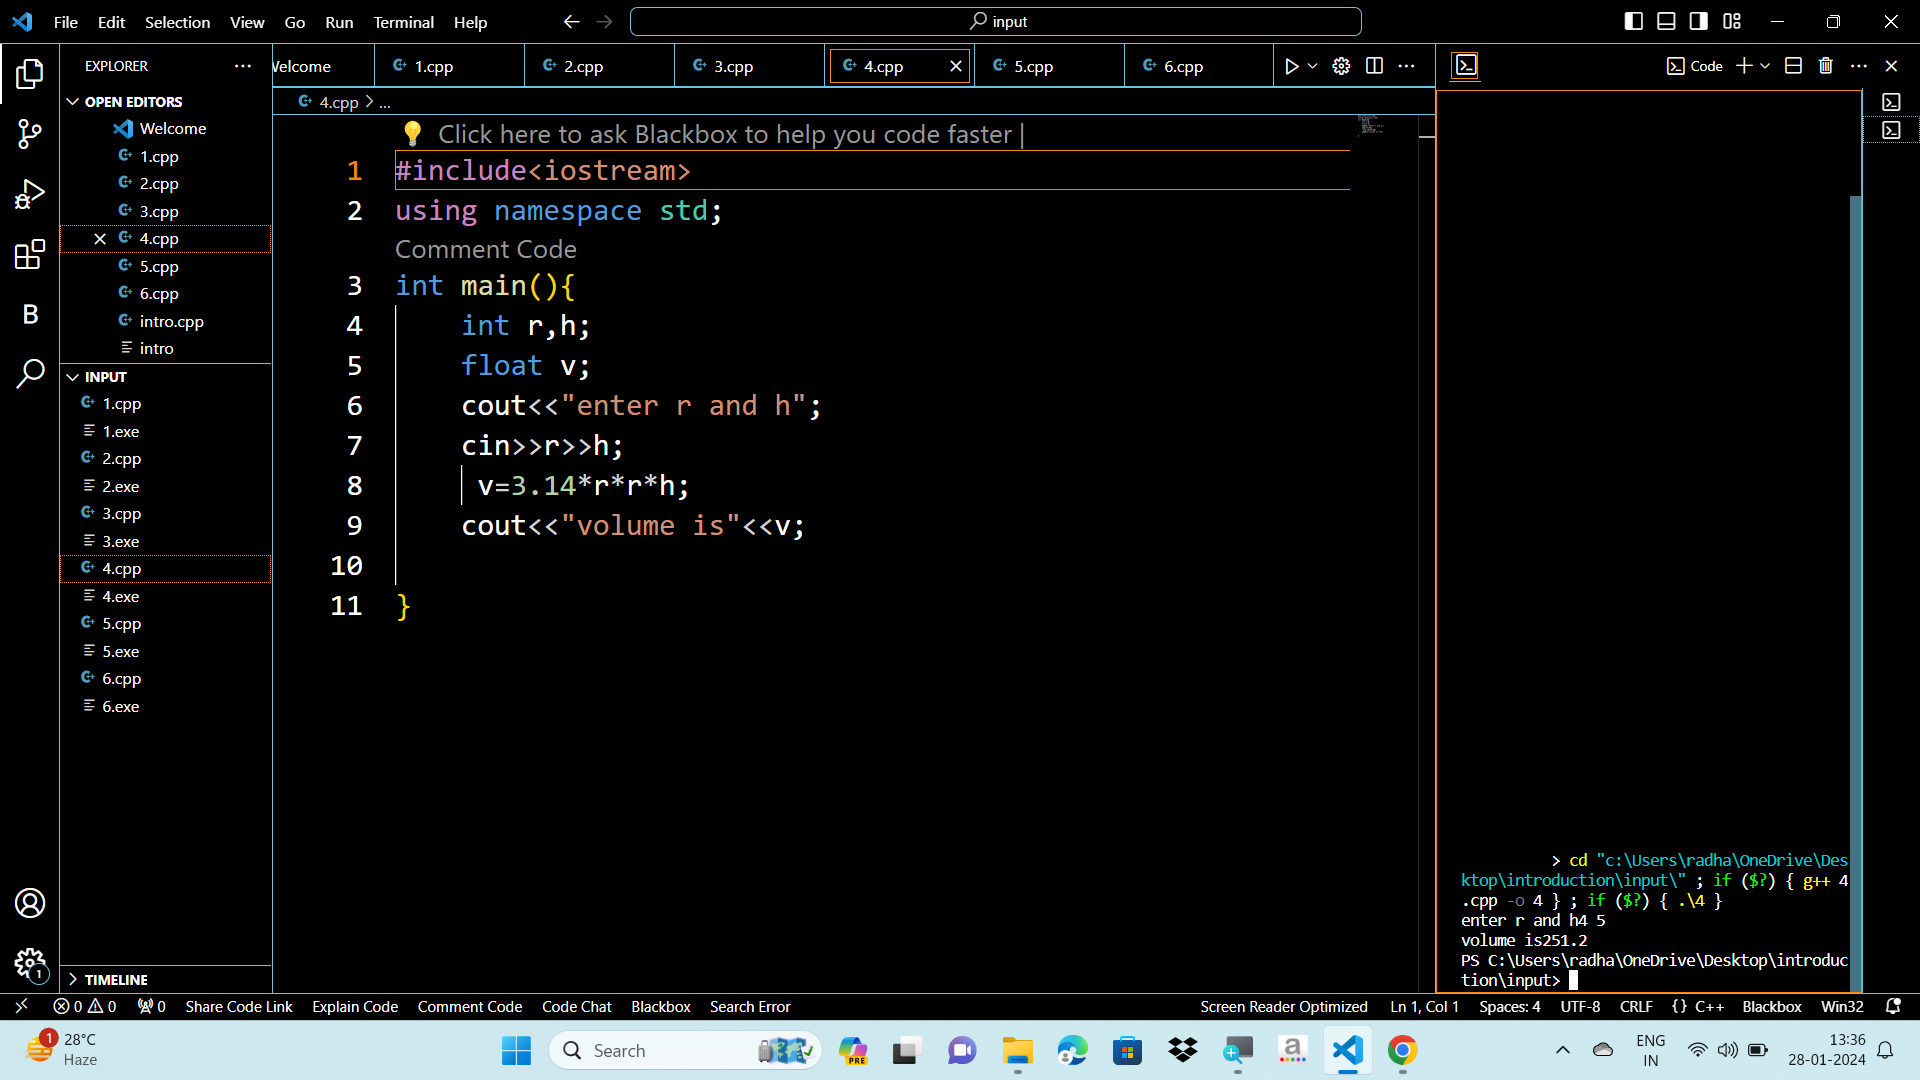 File Edit Selection View Go Run Terminal Help
input
EXPLORER
OPEN EDITORS
Welcome
1.cpp
2.cpp
3.cpp
4.cpp
5.cpp
6.cpp
intro.cpp
intro
INPUT
1.cpp
1.exe
2.cpp
2.exe
3.cpp
3.exe
4.cpp
4.exe
5.cpp
5.exe
6.cpp
6.exe
TIMELINE
Welcome 1.cpp 2.cpp 3.cpp 4.cpp 5.cpp 6.cpp
4.cpp > ...
Click here to ask Blackbox to help you code faster |
1 #include<iostream>
2 using namespace std;
Comment Code
3 int main(){
4 int r,h;
5 float v;
6 cout<<"enter r and h";
7 cin>>r>>h;
8 v=3.14*r*r*h;
9 cout<<"volume is"<<v;
10
11 }
Code
> cd "c:\Users\radha\OneDrive\Des
ktop\introduction\input\" ; if ($?) { g++ 4
.cpp -o 4 } ; if ($?) { .\4 }
enter r and h4 5
volume is251.2
PS C:\Users\radha\OneDrive\Desktop\introduc
tion\input>
B
1
0 0 0 Share Code Link Explain Code Comment Code Code Chat Blackbox Search Error
Screen Reader Optimized Ln 1, Col 1 Spaces: 4 UTF-8 CRLF {} C++ Blackbox Win32
1
28°C
Haze
Search
PRE
a
ENG
IN
13:36
28-01-2024